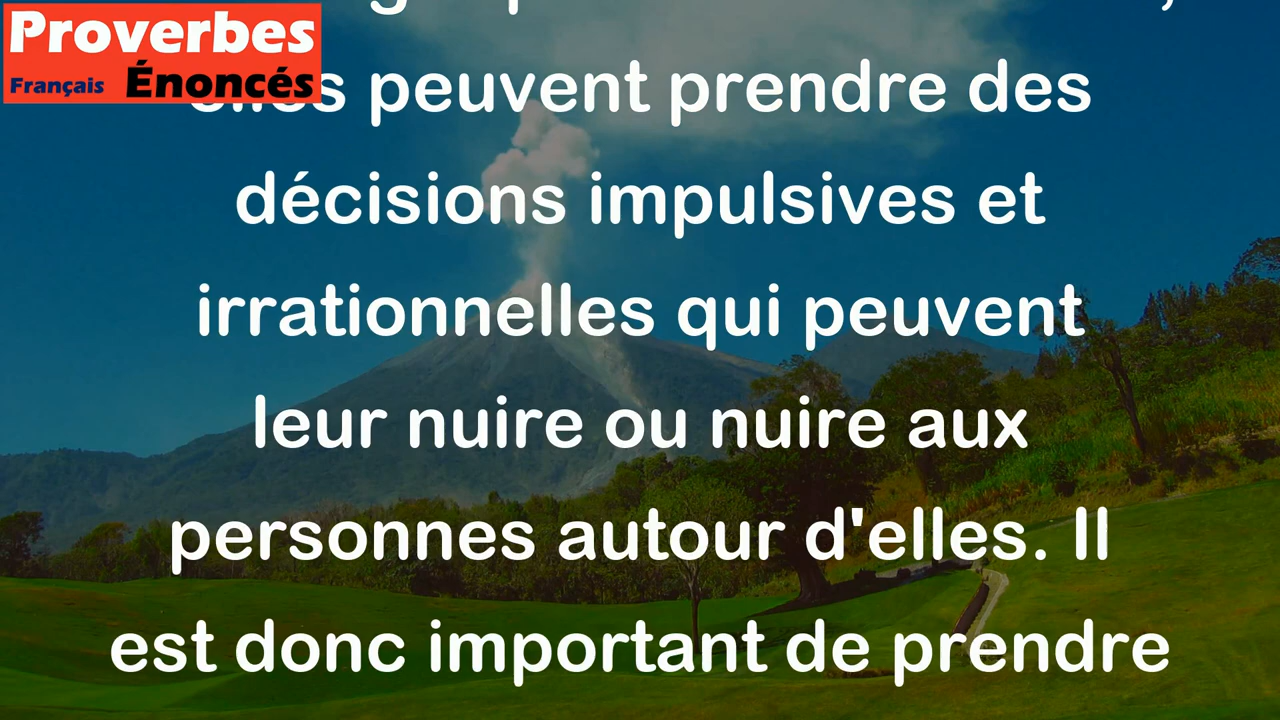 Proverbes
Français Énoncés
peuvent prendre des
décisions impulsives et
irrationnelles qui peuvent
leur nuire ou nuire aux
personnes autour d'elles. Il
est donc important de prendre